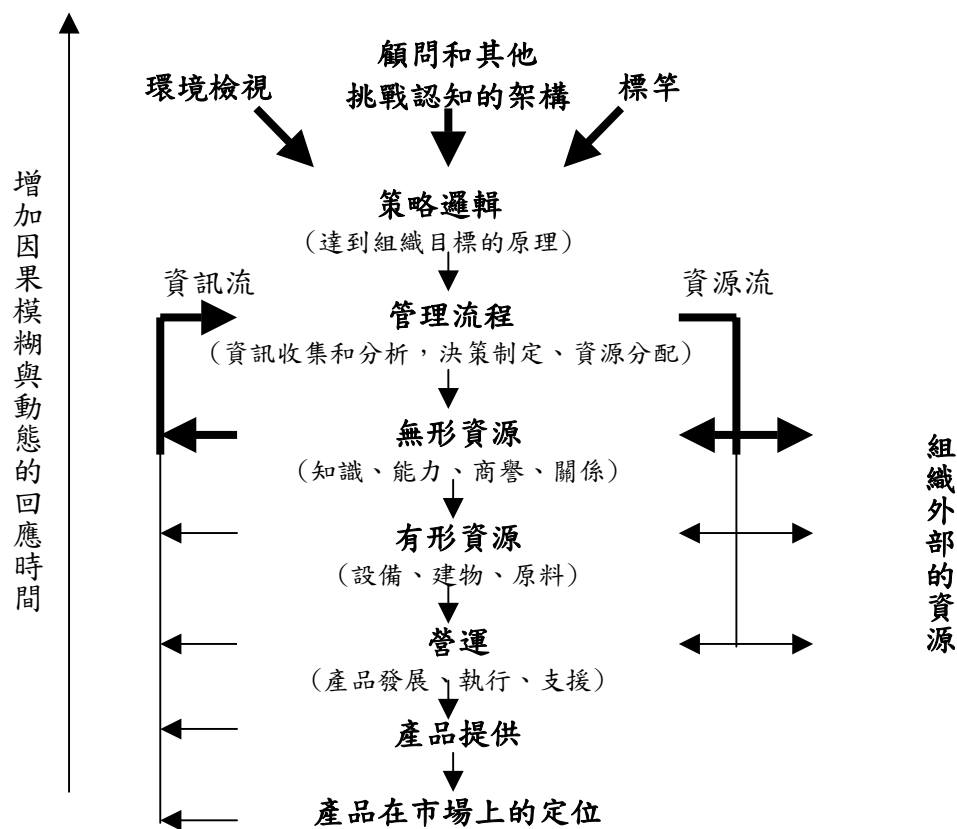 顧問和其他
挑戰認知的架構
環境檢視
標竿
策略邏輯
（達到組織目標的原理）
資訊流
資源流
管理流程
（資訊收集和分析，決策制定、資源分配）
無形資源
（知識、能力、商譽、關係）
有形資源
（設備、建物、原料）
營運
（產品發展、執行、支援）
產品提供
產品在市場上的定位
增加因果模糊與動態的回應時間
組織外部的資源